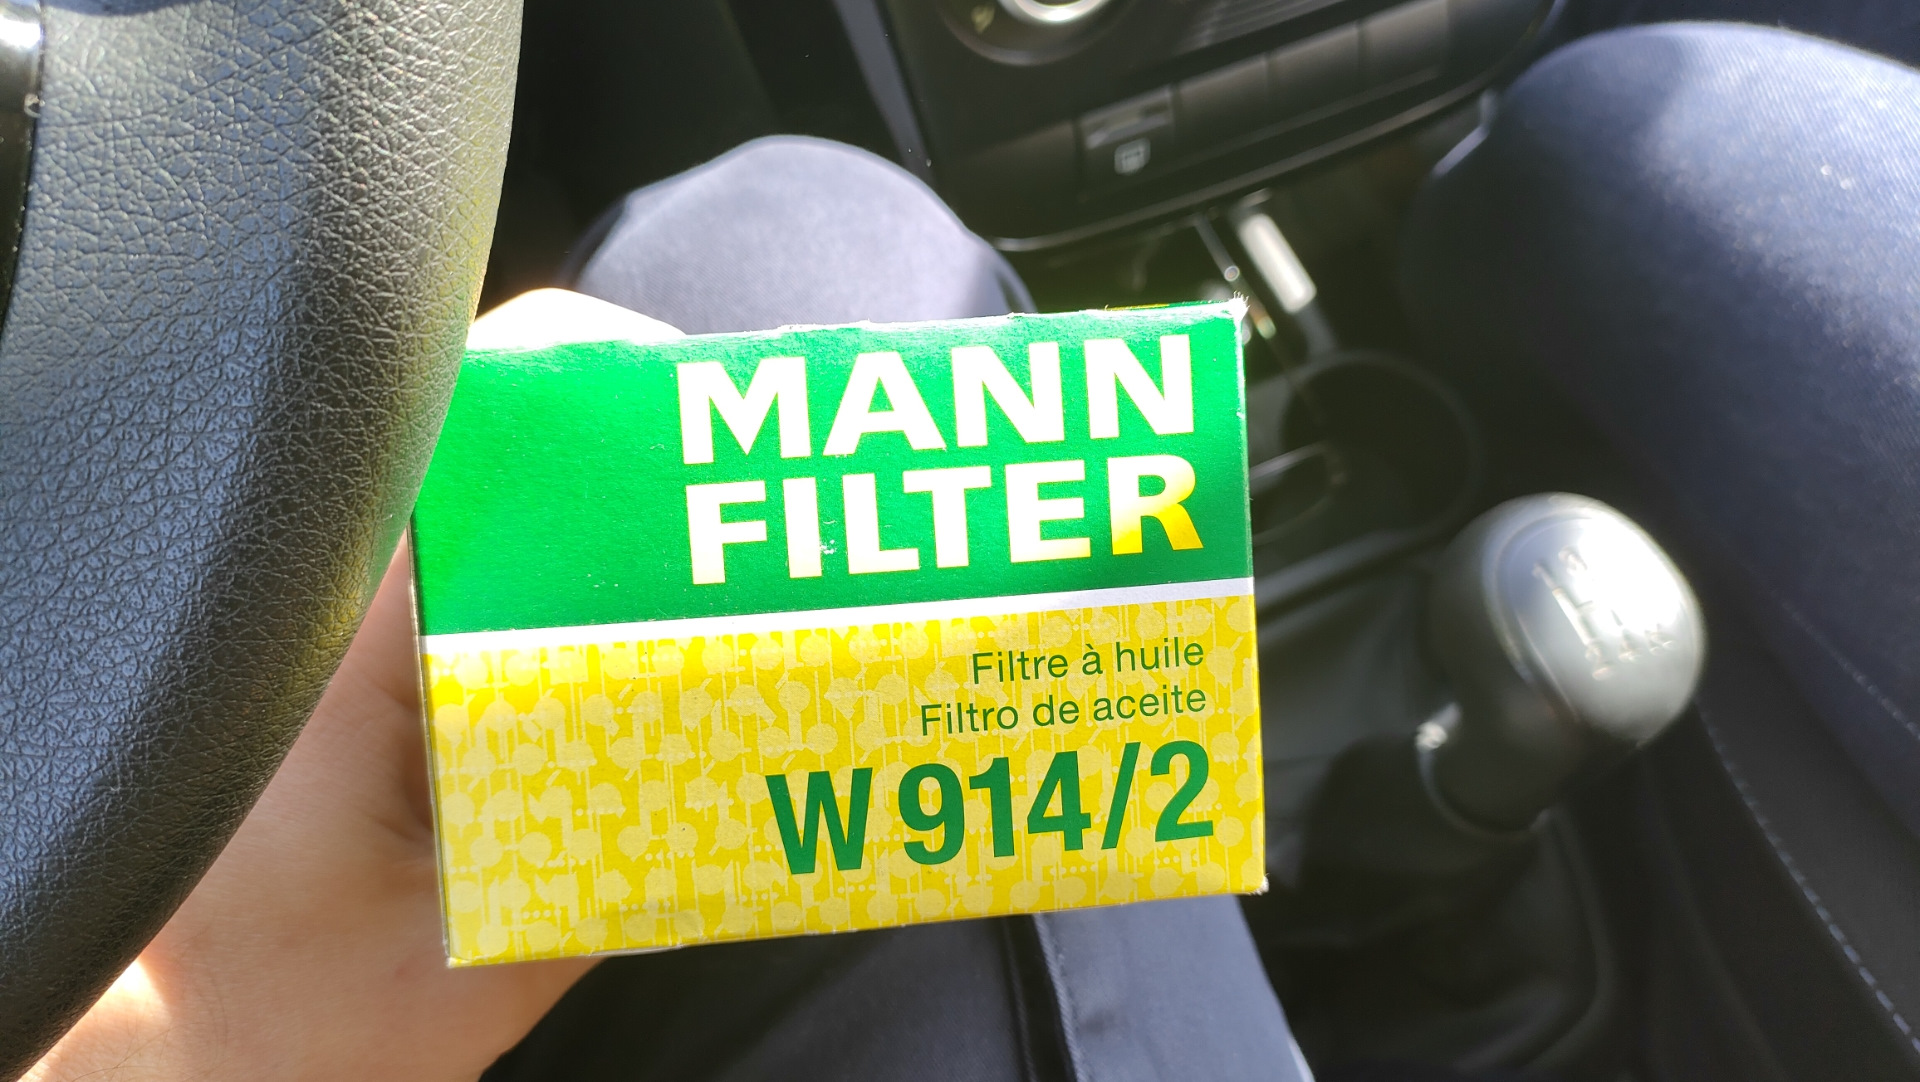 MANN
FILTER
Filtre à huile
Filtro de aceite
W 914/2